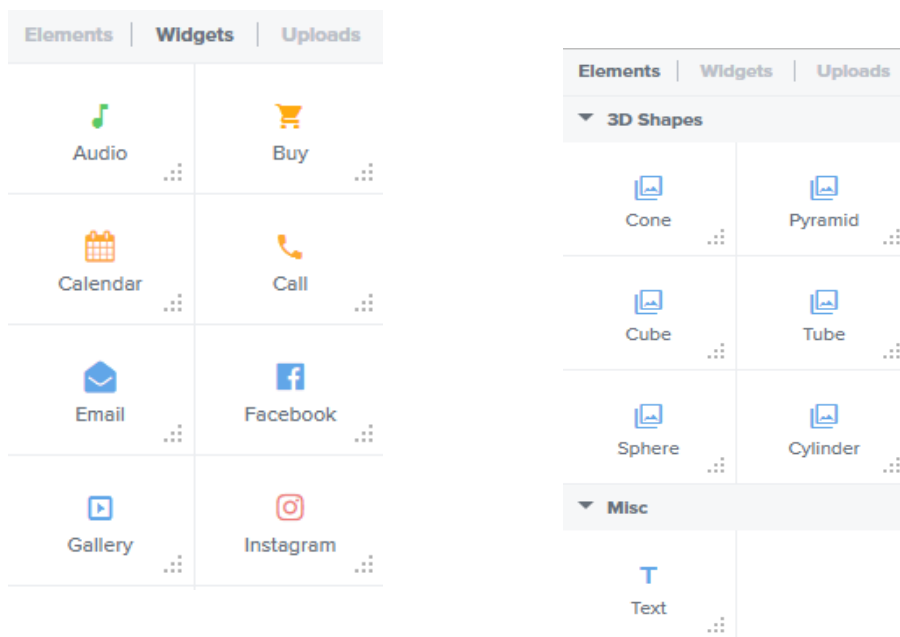 Elements | Widgets | Uploads
Audio Buy
Calendar Call
Email Facebook
Gallery Instagram
Elements | Widgets | Uploads
3D Shapes
Cone Pyramid
Cube Tube
Sphere Cylinder
Misc
T
Text